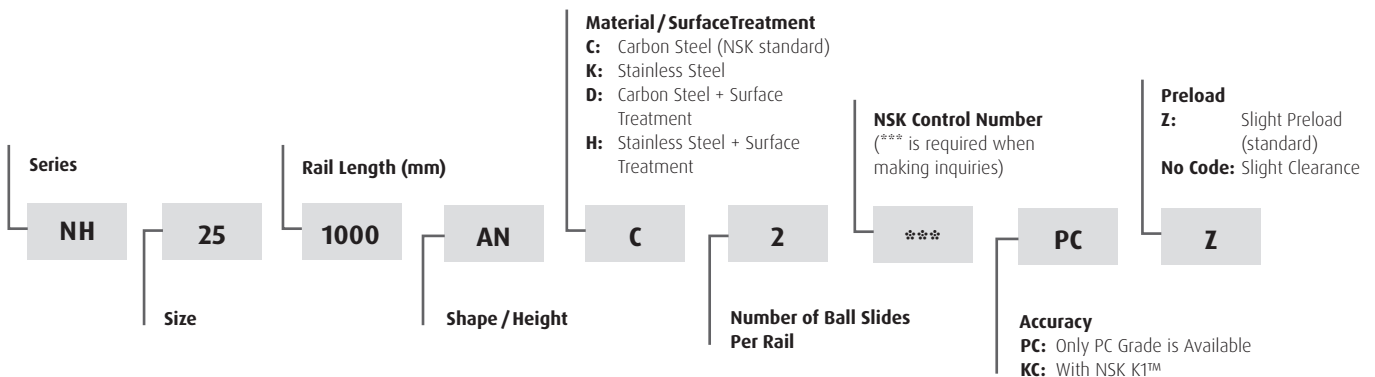 Material / SurfaceTreatment
C: Carbon Steel (NSK standard)
K: Stainless Steel
D: Carbon Steel + Surface
Treatment
H: Stainless Steel + Surface
Treatment
NSK Control Number
(*** is required when
making inquiries)
Preload
Z: Slight Preload
(standard)
No Code: Slight Clearance
Series
Rail Length (mm)
NH 25 1000 AN C 2 *** PC Z
Size
Shape / Height
Number of Ball Slides
Per Rail
Accuracy
PC: Only PC Grade is Available
KC: With NSK K1™